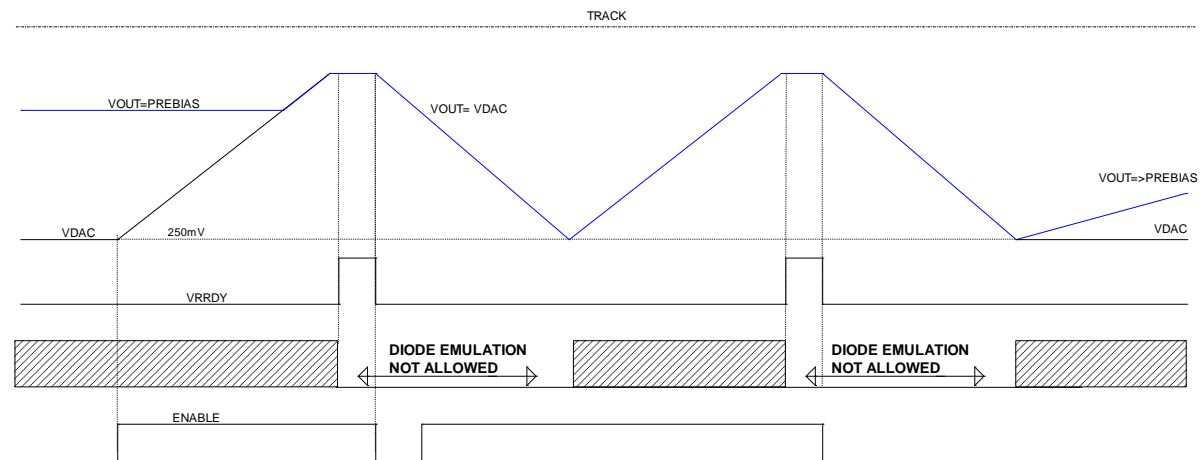 TRACK
VOUT=PREBIAS
VOUT= VDAC
VOUT=>PREBIAS
VDAC
250mV
VDAC
VRRDY
DIODE EMULATION
NOT ALLOWED
DIODE EMULATION
NOT ALLOWED
ENABLE